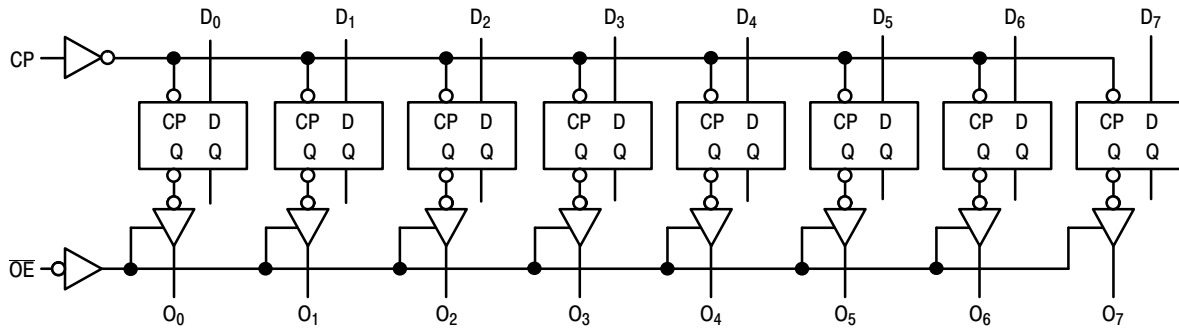 D₀ D₁ D₂ D₃ D₄ D₅ D₆ D₇
CP
CP D CP D CP D CP D CP D CP D CP D CP D
Q Q Q Q Q Q Q Q Q Q Q Q Q Q Q Q
O̅E̅
O₀ O₁ O₂ O₃ O₄ O₅ O₆ O₇